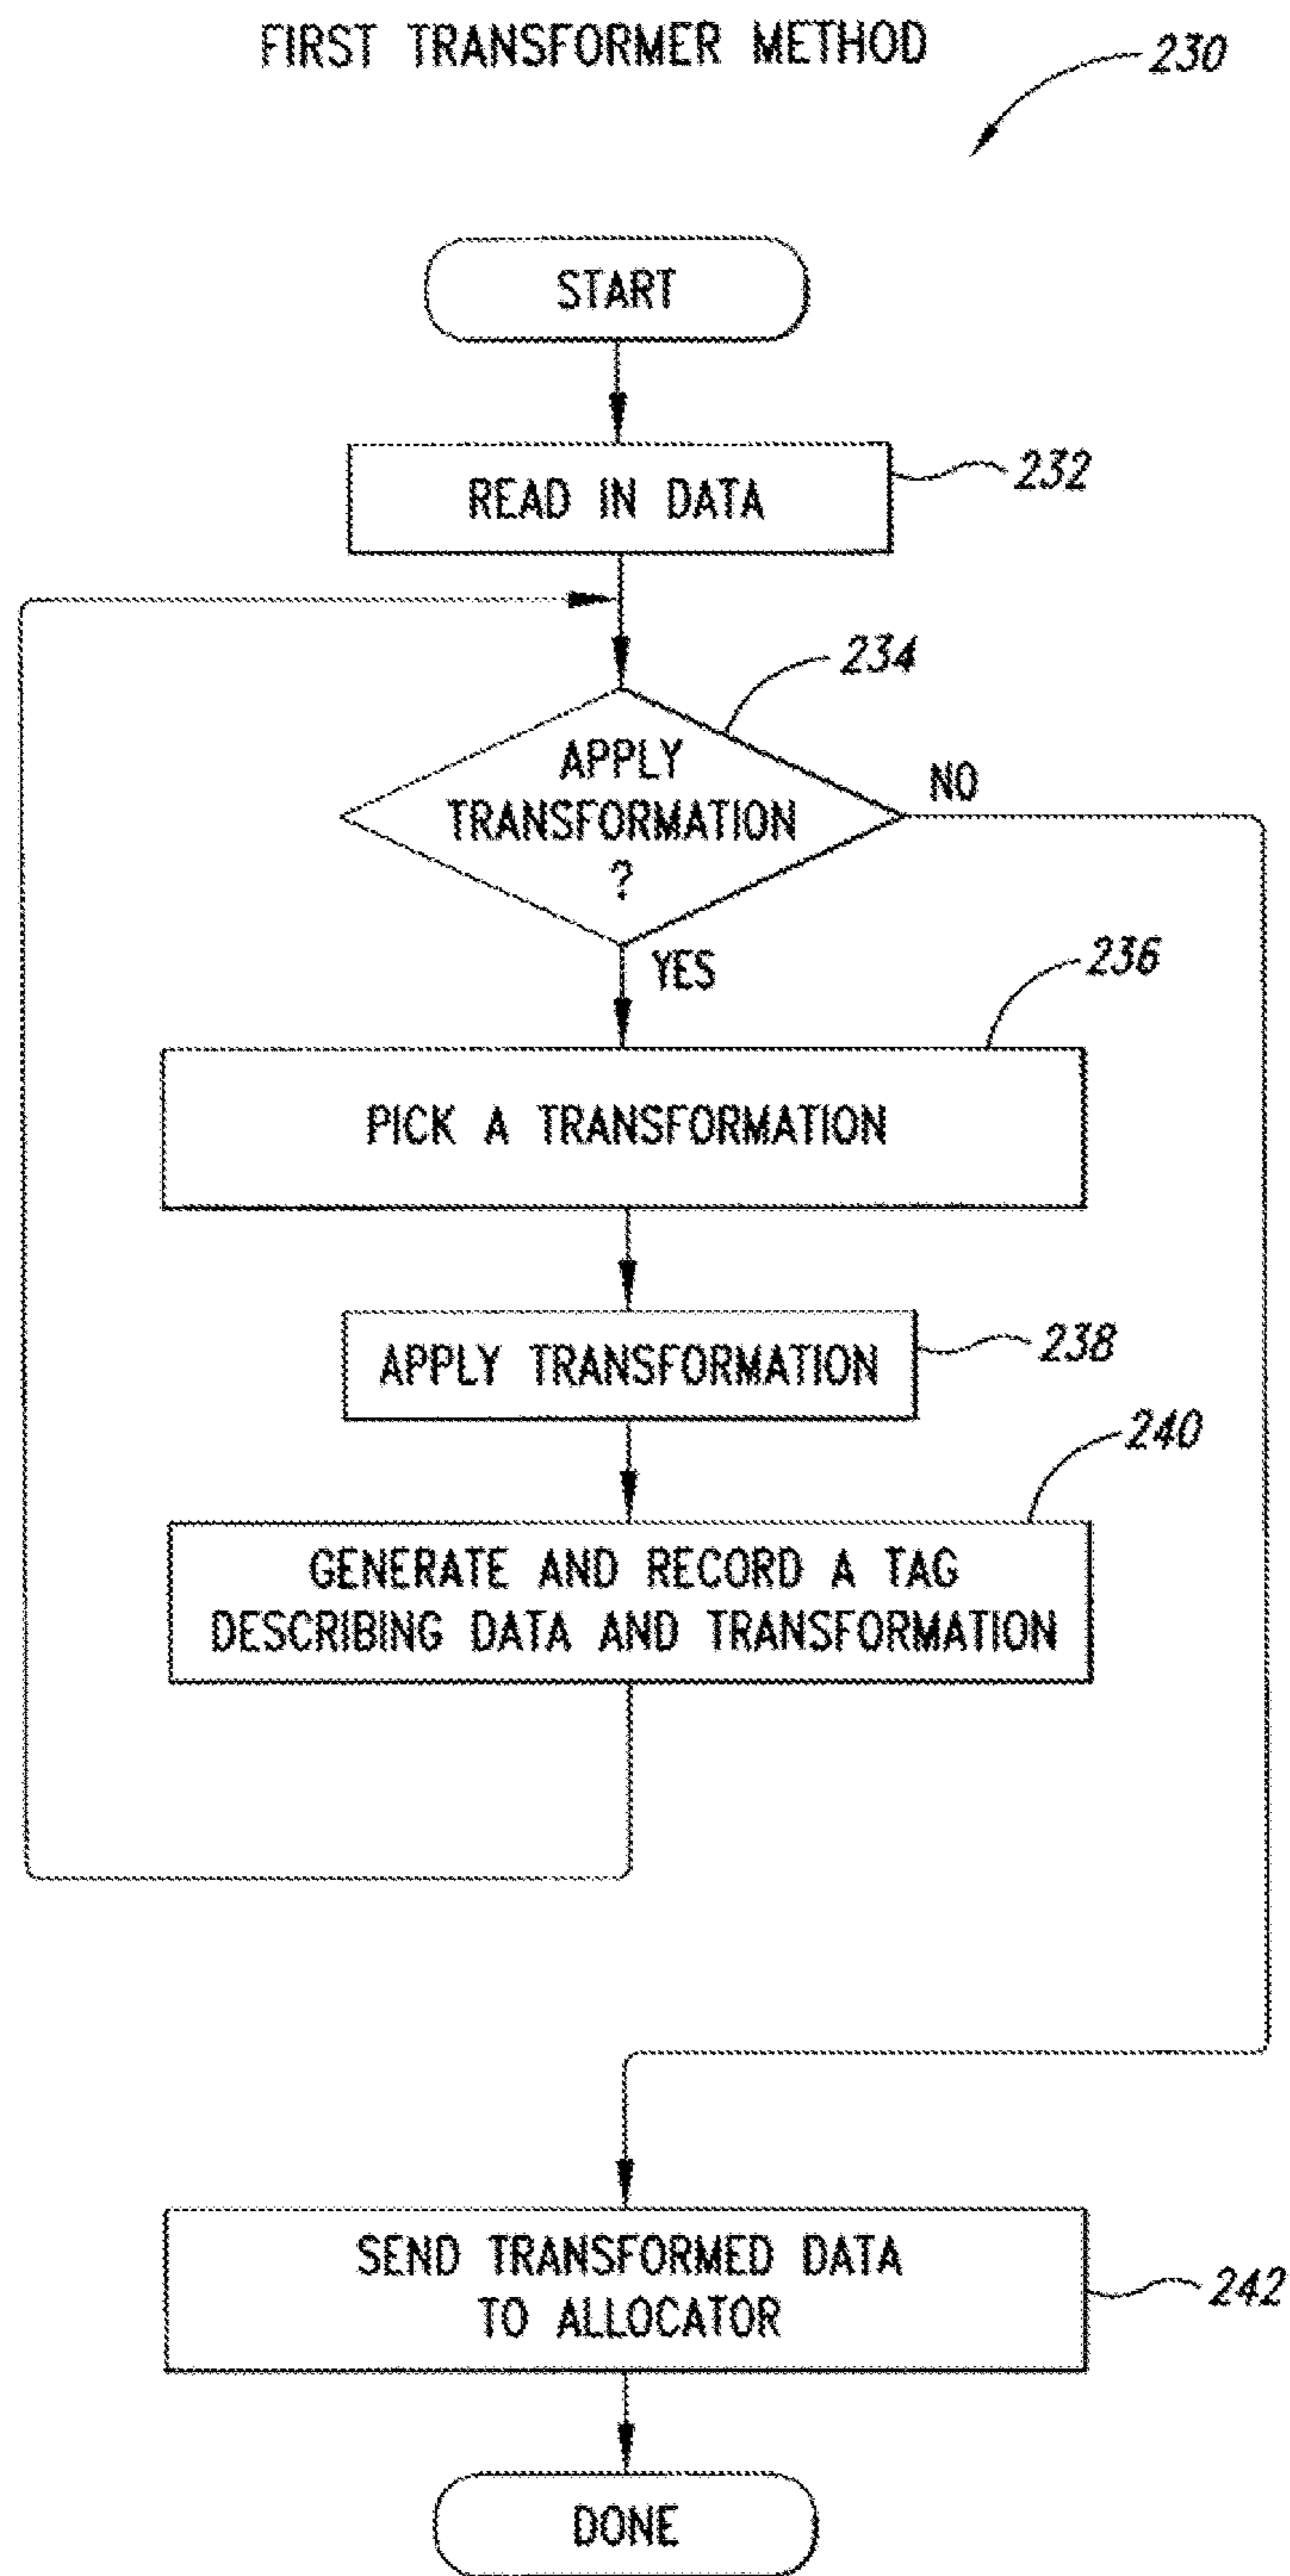 FIRST TRANSFORMER METHOD
230
START
READ IN DATA
232
234
APPLY
TRANSFORMATION
?
NO
YES
236
PICK A TRANSFORMATION
APPLY TRANSFORMATION
238
240
GENERATE AND RECORD A TAG
DESCRIBING DATA AND TRANSFORMATION
SEND TRANSFORMED DATA
TO ALLOCATOR
242
DONE